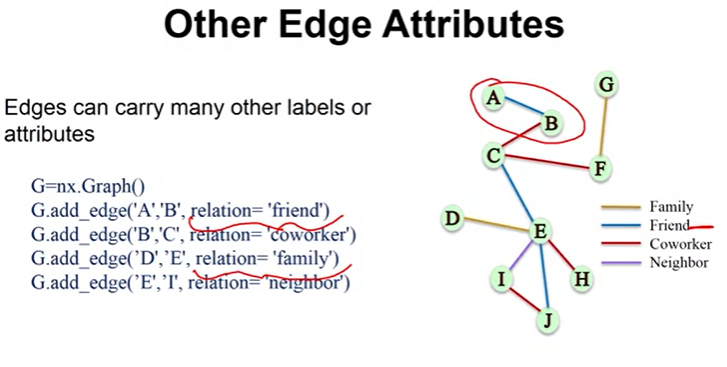 Other Edge Attributes
Edges can carry many other labels or
attributes
G=nx.Graph()
G.add_edge('A','B', relation= 'friend')
G.add_edge('B','C', relation= 'coworker')
G.add_edge('D','E', relation= 'family')
G.add_edge('E','I', relation= 'neighbor')
G
A
B
C
F
D
E
I
H
J
Family
Friend
Coworker
Neighbor